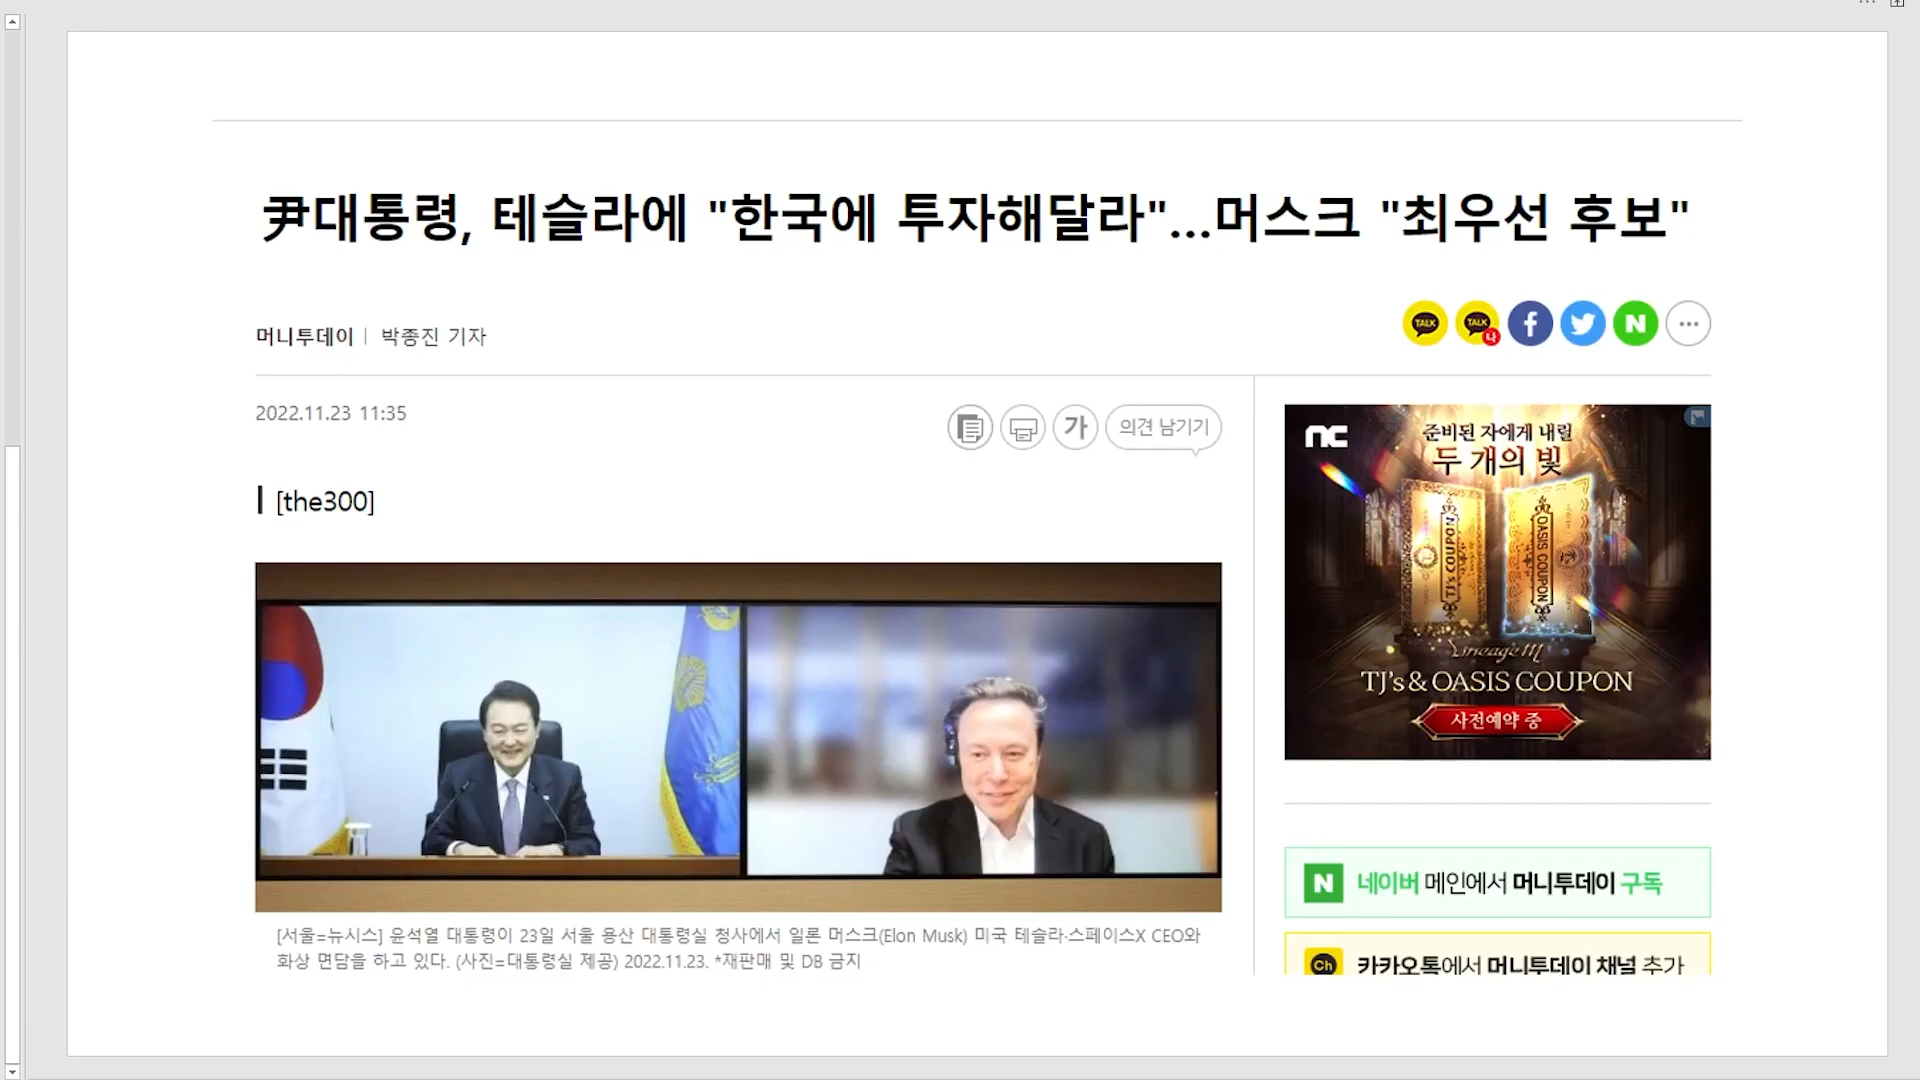 尹대통령, 테슬라에 "한국에 투자해달라"...머스크 "최우선 후보"
머니투데이 | 박종진 기자
TALK
TALK
나
f
N
2022.11.23 11:35
가
의견 남기기
[the300]
[서울=뉴시스] 윤석열 대통령이 23일 서울 용산 대통령실 청사에서 일론 머스크(Elon Musk) 미국 테슬라·스페이스X CEO와
화상 면담을 하고 있다. (사진=대통령실 제공) 2022.11.23. *재판매 및 DB 금지
nc
준비된 자에게 내릴
두 개의 빛
TJ's COUPON
OASIS COUPON
Lineage M
TJ's & OASIS COUPON
사전예약 중
N 네이버 메인에서 머니투데이 구독
Ch 카카오톡에서 머니투데이 채널 추가